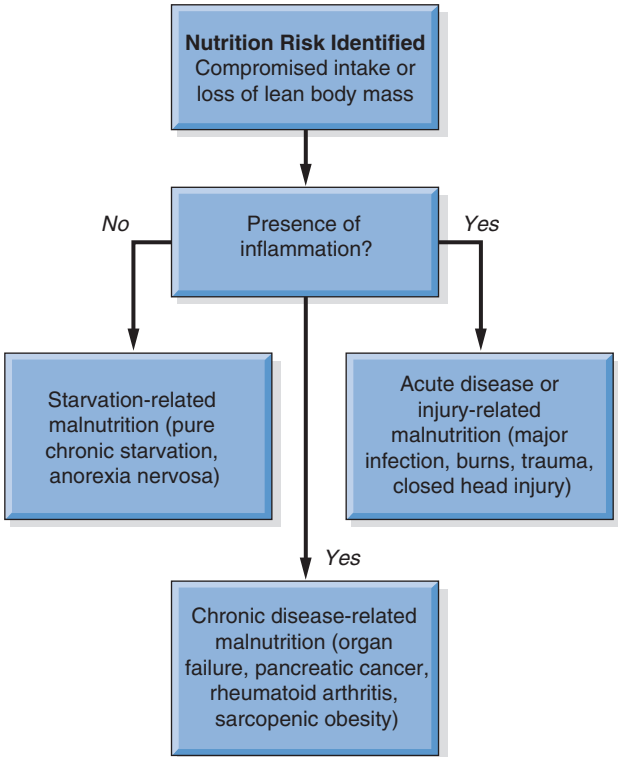 Nutrition Risk Identified
Compromised intake or
loss of lean body mass
No
Presence of
inflammation?
Yes
Starvation-related
malnutrition (pure
chronic starvation,
anorexia nervosa)
Acute disease or
injury-related
malnutrition (major
infection, burns, trauma,
closed head injury)
Yes
Chronic disease-related
malnutrition (organ
failure, pancreatic cancer,
rheumatoid arthritis,
sarcopenic obesity)